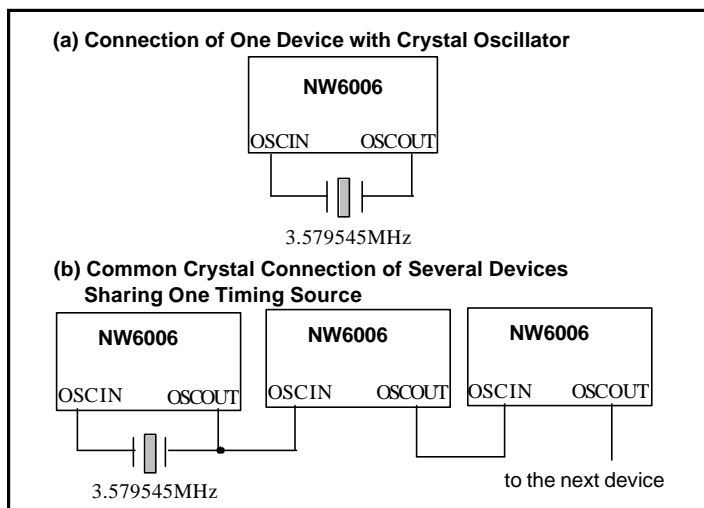 (a) Connection of One Device with Crystal Oscillator
NW6006
OSCIN OSCOUT
3.579545MHz
(b) Common Crystal Connection of Several Devices
Sharing One Timing Source
NW6006 NW6006 NW6006
OSCIN OSCOUT OSCIN OSCOUT OSCIN OSCOUT
3.579545MHz
to the next device